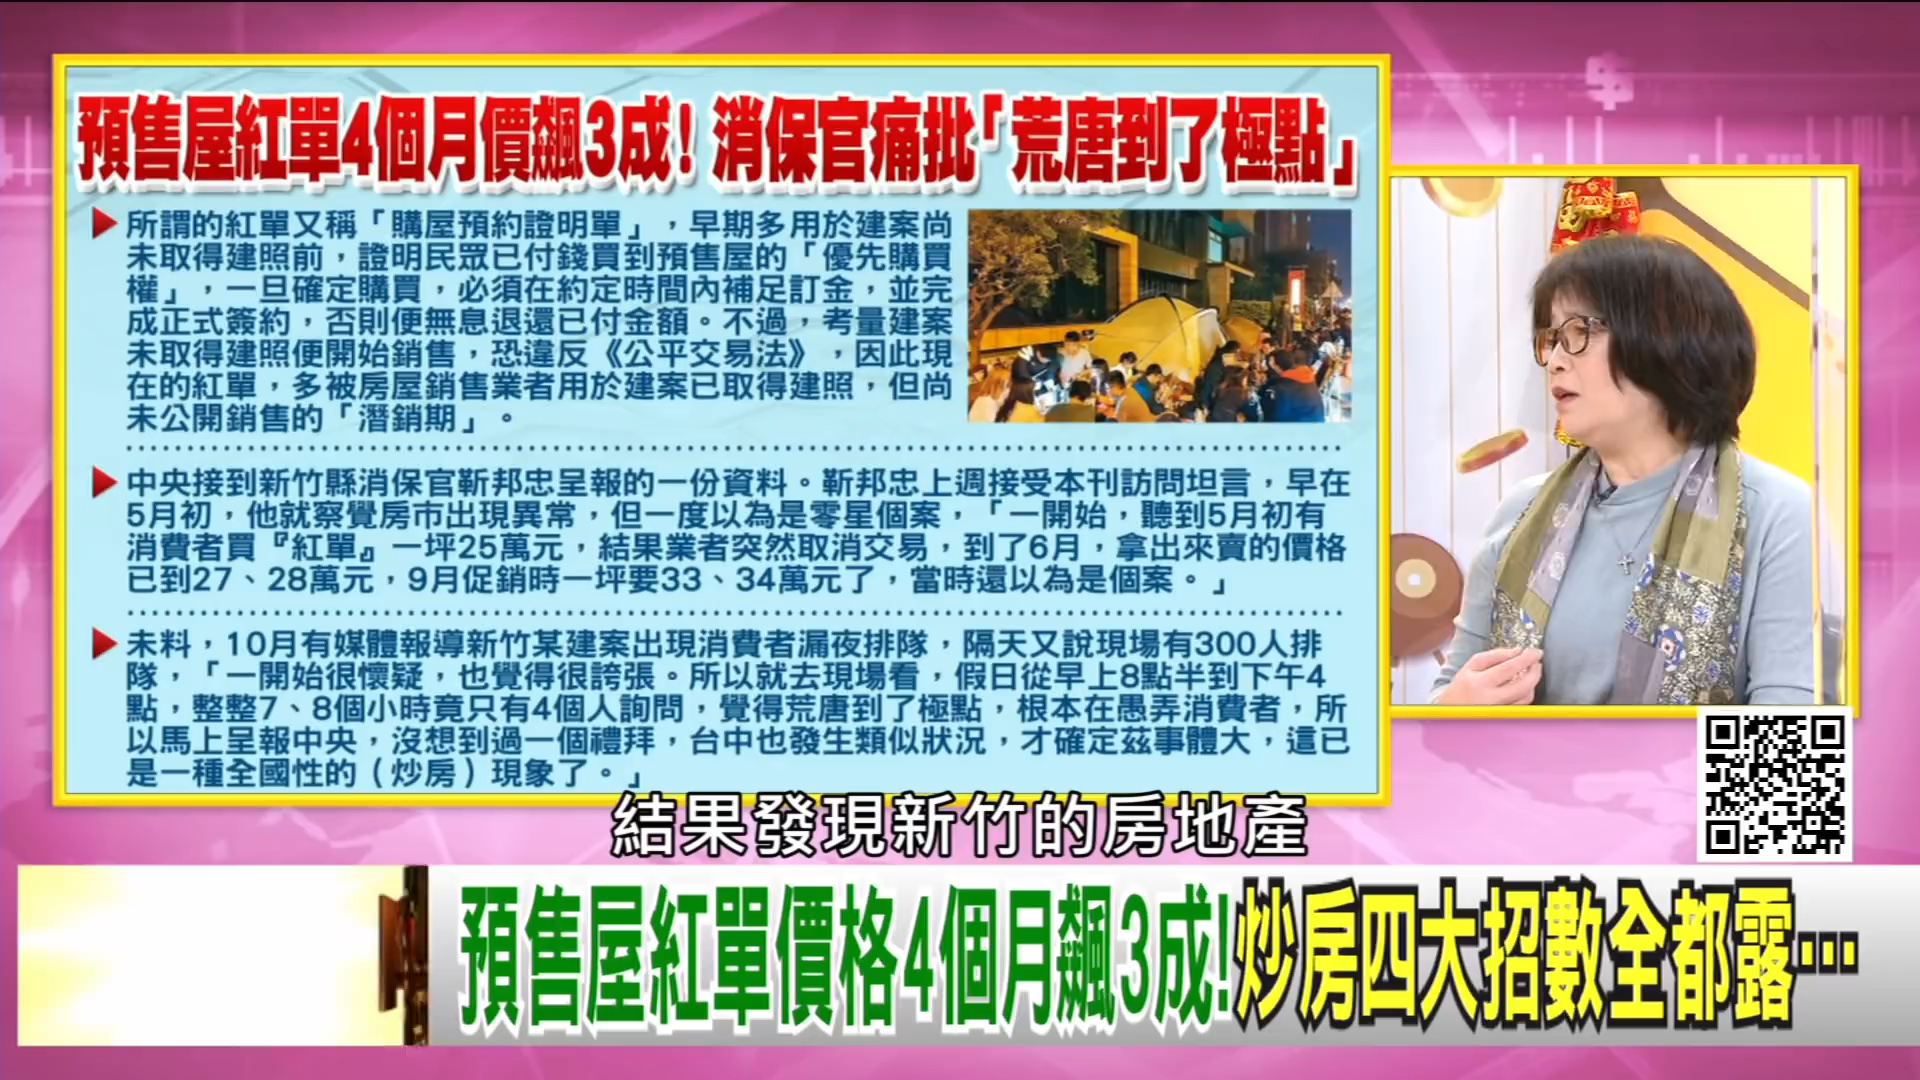 預售屋紅單4個月價飆3成!消保官痛批「荒唐到了極點」
所謂的紅單又稱「購屋預約證明單」，早期多用於建案尚
未取得建照前，證明民眾已付錢買到預售屋的「優先購買
權」，一旦確定購買，必須在約定時間內補足訂金，並完
成正式簽約，否則便無息退還已付金額。不過，考量建案
未取得建照便開始銷售，恐違反《公平交易法》，因此現
在的紅單，多被房屋銷售業者用於建案已取得建照，但尚
未公開銷售的「潛銷期」。
中央接到新竹縣消保官靳邦忠呈報的一份資料。靳邦忠上週接受本刊訪問坦言，早在
5月初，他就察覺房市出現異常，但一度以為是零星個案，「一開始，聽到5月初有
消費者買『紅單』一坪25萬元，結果業者突然取消交易，到了6月，拿出來賣的價格
已到27、28萬元，9月促銷時一坪要33、34萬元了，當時還以為是個案。」
未料，10月有媒體報導新竹某建案出現消費者漏夜排隊，隔天又說現場有300人排
隊，「一開始很懷疑，也覺得很誇張。所以就去現場看，假日從早上8點半到下午4
點，整整7、8個小時竟只有4個人詢問，覺得荒唐到了極點，根本在愚弄消費者，所
以馬上呈報中央，沒想到過一個禮拜，台中也發生類似狀況，才確定茲事體大，這已
是一種全國性的（炒房）現象了。」
結果發現新竹的房地產
預售屋紅單價格4個月飆3成!炒房四大招數全都露…